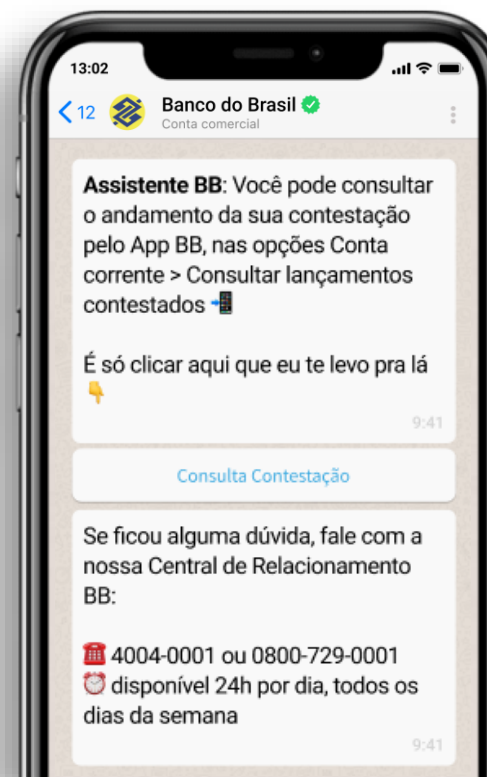 13:02
12 Banco do Brasil
Conta comercial
Assistente BB: Você pode consultar
o andamento da sua contestação
pelo App BB, nas opções Conta
corrente > Consultar lançamentos
contestados 📲
É só clicar aqui que eu te levo pra lá
👇
9:41
Consulta Contestação
Se ficou alguma dúvida, fale com a
nossa Central de Relacionamento
BB:
☎️ 4004-0001 ou 0800-729-0001
⏰ disponível 24h por dia, todos os
dias da semana
9:41